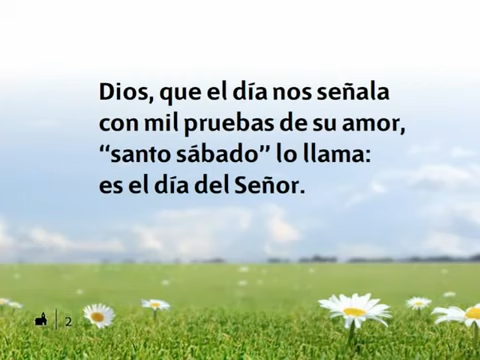 Dios, que el día nos señala
con mil pruebas de su amor,
“santo sábado” lo llama:
es el día del Señor.
2